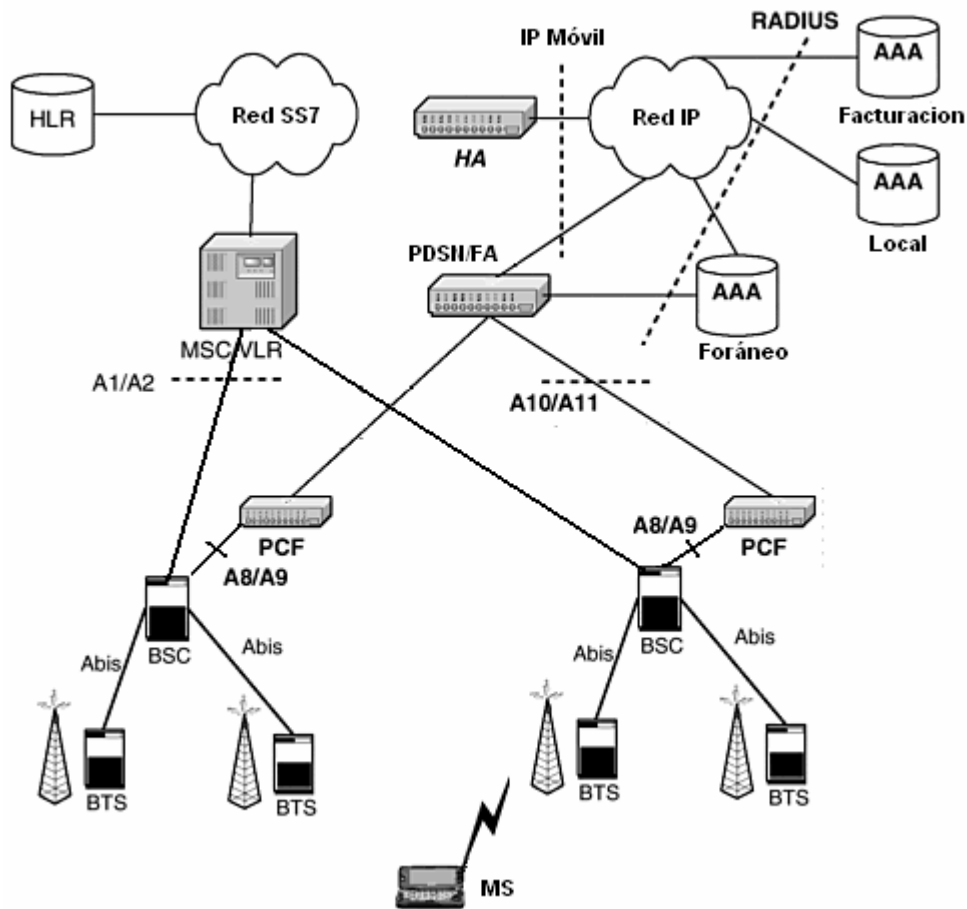 IP Móvil
RADIUS
AAA
Facturacion
HLR
Red SS7
Red IP
HA
AAA
Local
PDSN/FA
AAA
Foráneo
MSC/VLR
A1/A2
A10/A11
PCF
A8/A9
A8/A9
PCF
BSC
Abis
Abis
BSC
Abis
Abis
BTS
BTS
BTS
BTS
MS